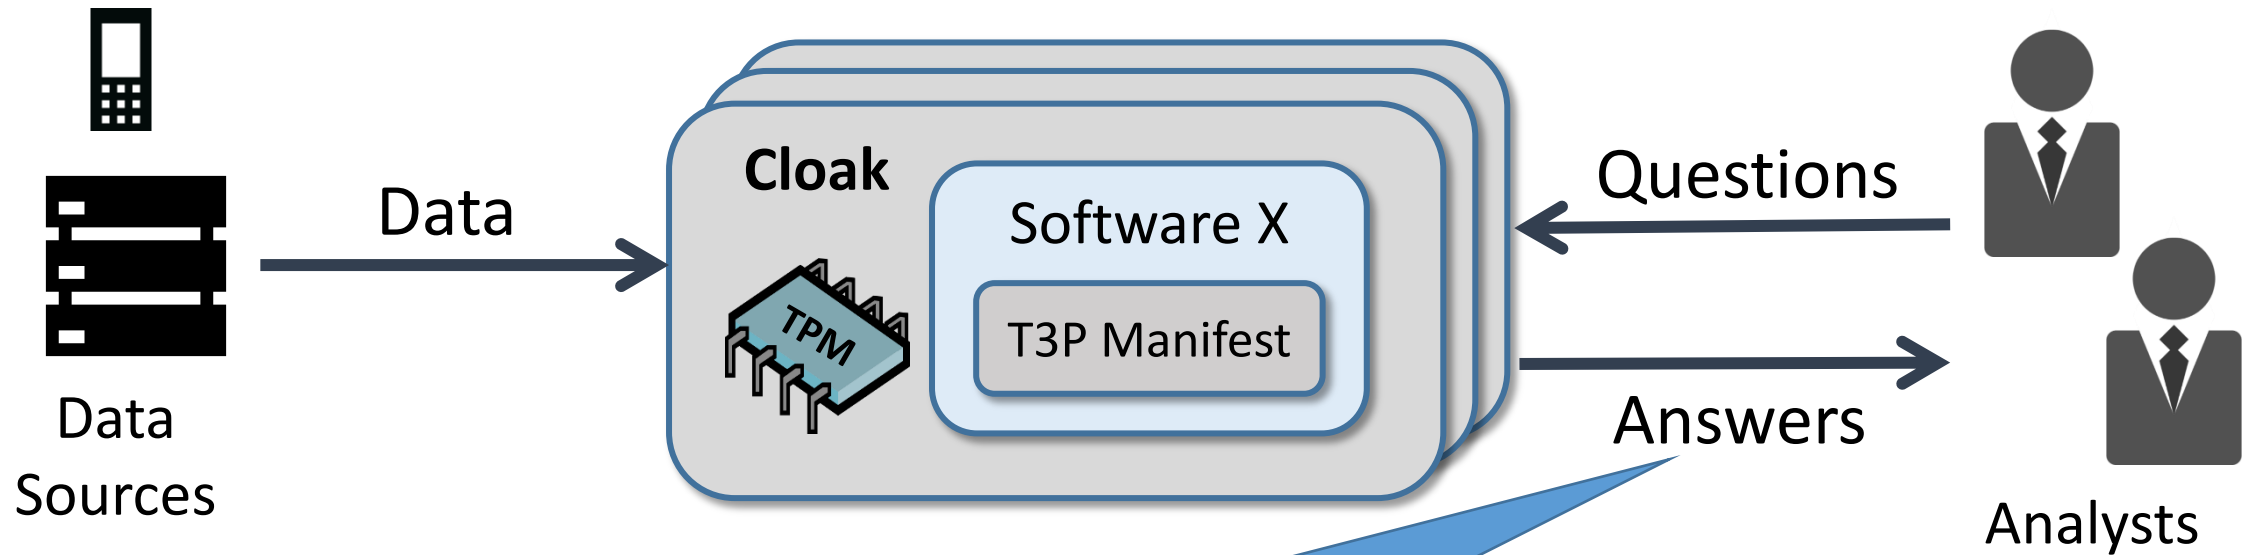 Data
Sources
Data
Cloak
TPM
Software X
T3P Manifest
Questions
Answers
Analysts